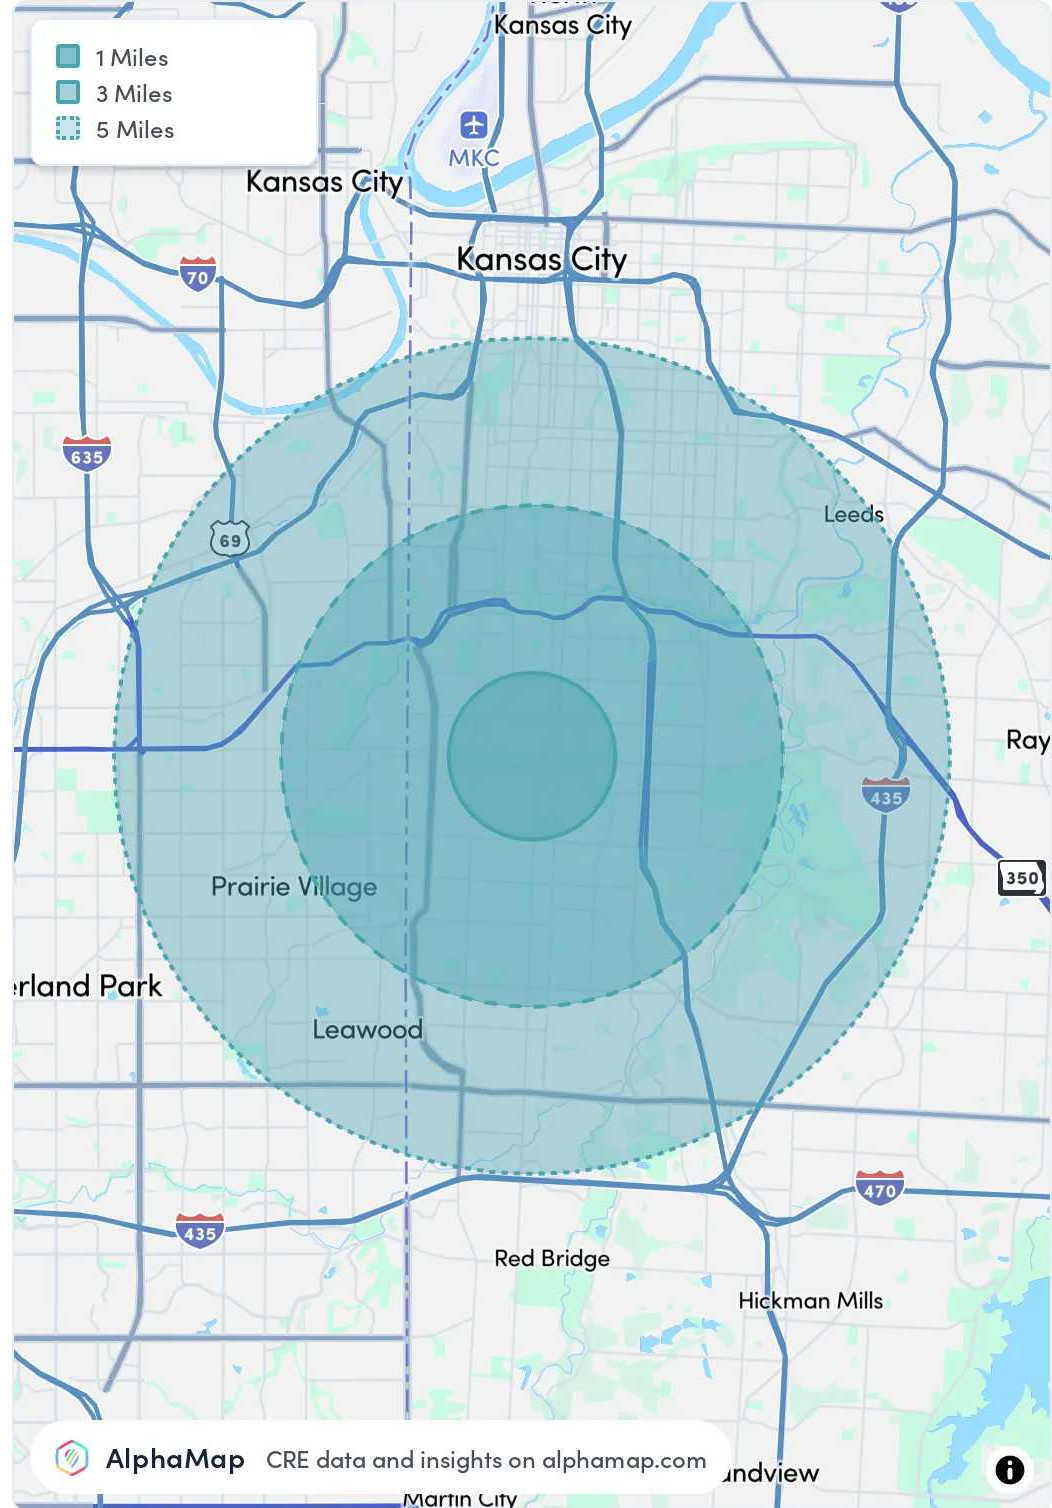 Kansas City
1 Miles
3 Miles
5 Miles
MKC
Kansas City
Kansas City
70
635
Leeds
69
Ray
435
350
Prairie Village
erland Park
Leawood
470
435
Red Bridge
Hickman Mills
AlphaMap
CRE data and insights on alphamap.com
andview
Martin City